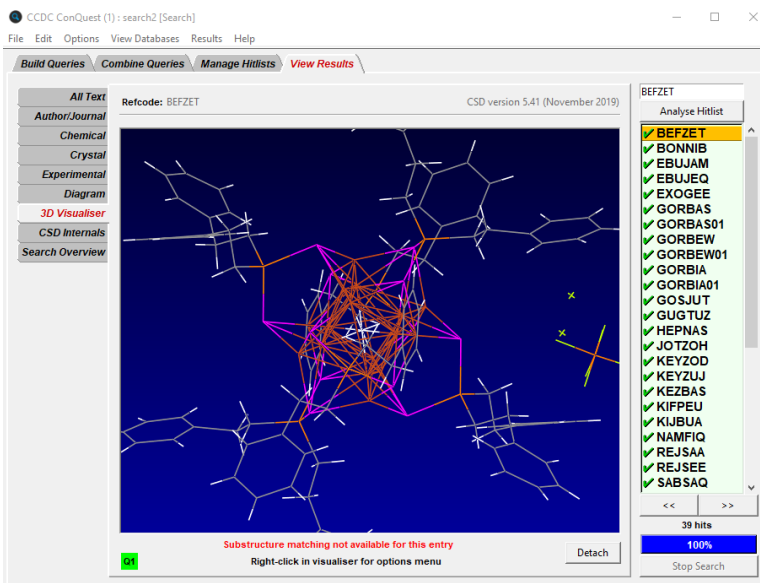 CCDC ConQuest (1) : search2 [Search]
File Edit Options View Databases Results Help
Build Queries Combine Queries Manage Hitlists View Results
All Text
Author/Journal
Chemical
Crystal
Experimental
Diagram
3D Visualiser
CSD Internals
Search Overview
Refcode: BEFZET CSD version 5.41 (November 2019)
Substructure matching not available for this entry
Q1
Right-click in visualiser for options menu
Detach
BEFZET
Analyse Hitlist
BEFZET
BONNIB
EBUJAM
EBUJEQ
EXOGEE
GORBAS
GORBAS01
GORBEW
GORBEW01
GORBIA
GORBIA01
GOSJUT
GUGTUZ
HEPNAS
JOTZOH
KEYZOD
KEYZUJ
KEZBAS
KIFPEU
KIJBUA
NAMFIQ
REJSAA
REJSEE
SABSAQ
<< >>
39 hits
100%
Stop Search